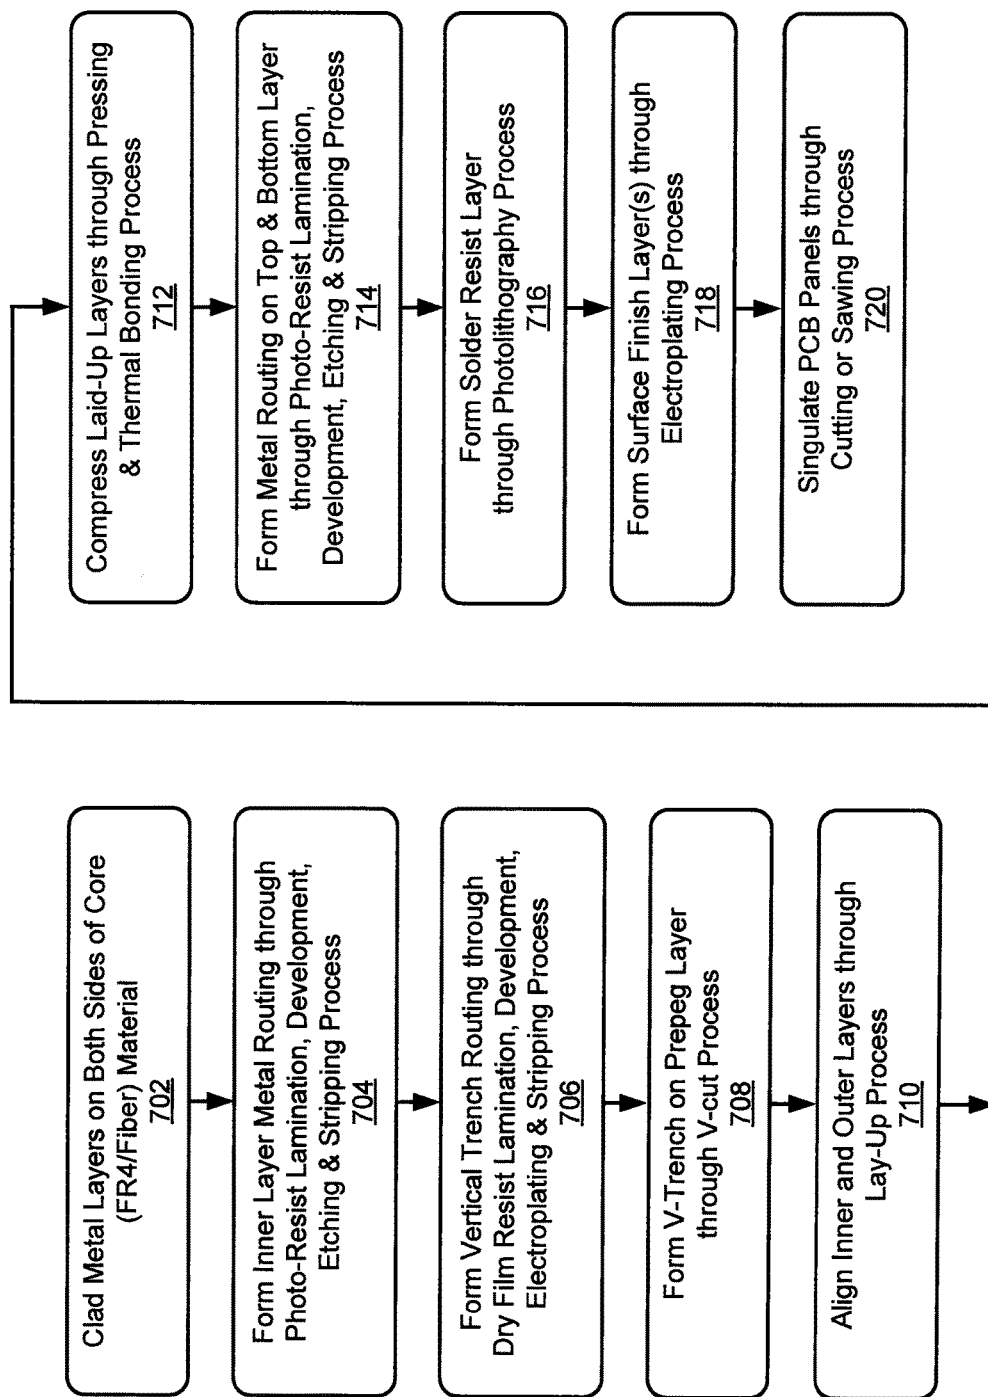 Clad Metal Layers on Both Sides of Core
(FR4/Fiber) Material
702
Form Inner Layer Metal Routing through
Photo-Resist Lamination, Development,
Etching & Stripping Process
704
Form Vertical Trench Routing through
Dry Film Resist Lamination, Development,
Electroplating & Stripping Process
706
Form V-Trench on Prepeg Layer
through V-cut Process
708
Align Inner and Outer Layers through
Lay-Up Process
710
Compress Laid-Up Layers through Pressing
& Thermal Bonding Process
712
Form Metal Routing on Top & Bottom Layer
through Photo-Resist Lamination,
Development, Etching & Stripping Process
714
Form Solder Resist Layer
through Photolithography Process
716
Form Surface Finish Layer(s) through
Electroplating Process
718
Singulate PCB Panels through
Cutting or Sawing Process
720